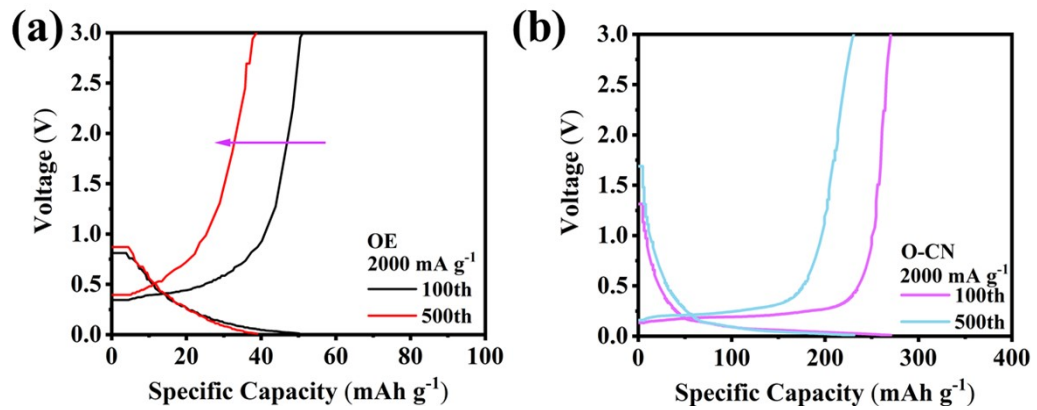 (a)
3.0
2.5
2.0
1.5
1.0
0.5
0.0
Voltage (V)
OE
2000 mA g⁻¹
100th
500th
0 20 40 60 80 100
Specific Capacity (mAh g⁻¹)
(b)
3.0
2.5
2.0
1.5
1.0
0.5
0.0
Voltage (V)
O-CN
2000 mA g⁻¹
100th
500th
0 100 200 300 400
Specific Capacity (mAh g⁻¹)